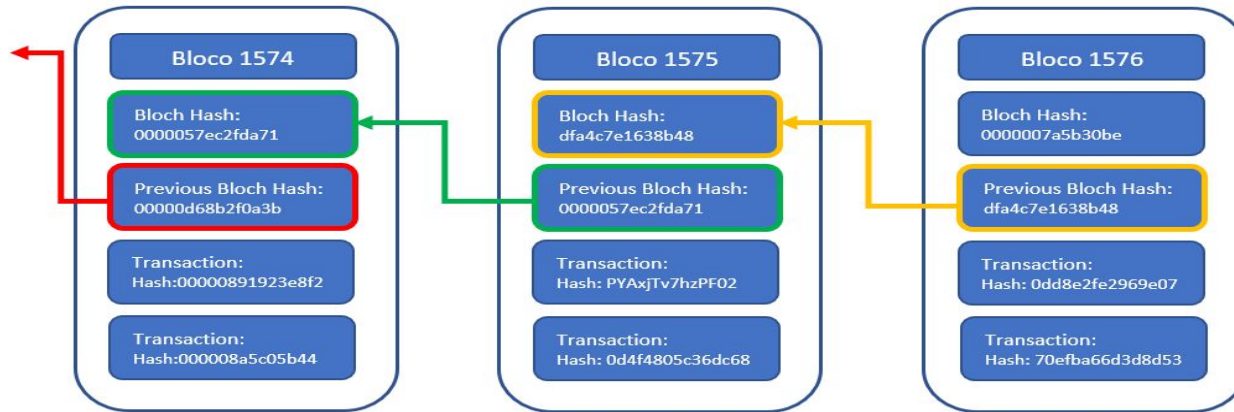 Bloco 1574
Bloch Hash:
0000057ec2fda71
Previous Bloch Hash:
00000d68b2f0a3b
Transaction:
Hash:00000891923e8f2
Transaction:
Hash:000008a5c05b44
Bloco 1575
Bloch Hash:
dfa4c7e1638b48
Previous Bloch Hash:
0000057ec2fda71
Transaction:
Hash: PYAxjTv7hzPF02
Transaction:
Hash: 0d4f4805c36dc68
Bloco 1576
Bloch Hash:
0000007a5b30be
Previous Bloch Hash:
dfa4c7e1638b48
Transaction:
Hash: 0dd8e2fe2969e07
Transaction:
Hash: 70efba66d3d8d53